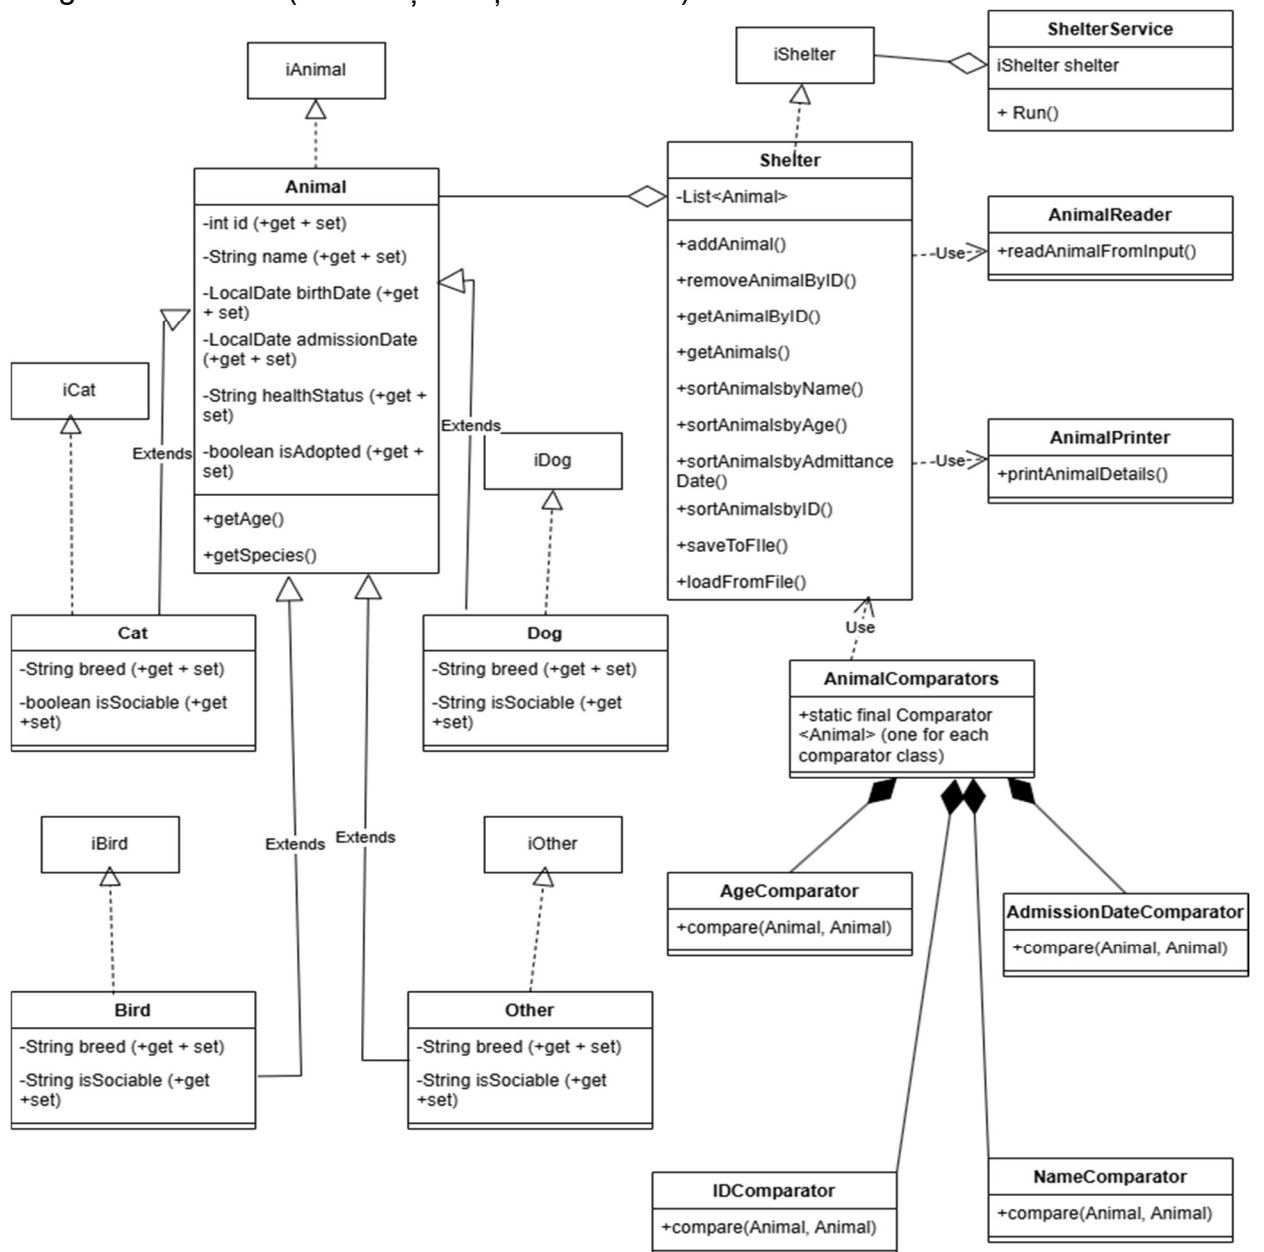 iAnimal
iShelter
ShelterService
iShelter shelter
+ Run()
Animal
-int id (+get + set)
-String name (+get + set)
-LocalDate birthDate (+get
+ set)
-LocalDate admissionDate
(+get + set)
-String healthStatus (+get +
set)
-boolean isAdopted (+get +
set)
+getAge()
+getSpecies()
Shelter
-List<Animal>
+addAnimal()
+removeAnimalByID()
+getAnimalByID()
+getAnimals()
+sortAnimalsbyName()
+sortAnimalsbyAge()
+sortAnimalsbyAdmittance
Date()
+sortAnimalsbyID()
+saveToFIle()
+loadFromFile()
Use
AnimalReader
+readAnimalFromInput()
Use
AnimalPrinter
+printAnimalDetails()
iCat
Extends
Extends
iDog
Cat
-String breed (+get + set)
-boolean isSociable (+get
+set)
Dog
-String breed (+get + set)
-String isSociable (+get
+set)
Use
AnimalComparators
+static final Comparator
<Animal> (one for each
comparator class)
iBird
Extends
Extends
iOther
AgeComparator
+compare(Animal, Animal)
AdmissionDateComparator
+compare(Animal, Animal)
Bird
-String breed (+get + set)
-String isSociable (+get
+set)
Other
-String breed (+get + set)
-String isSociable (+get
+set)
IDComparator
+compare(Animal, Animal)
NameComparator
+compare(Animal, Animal)